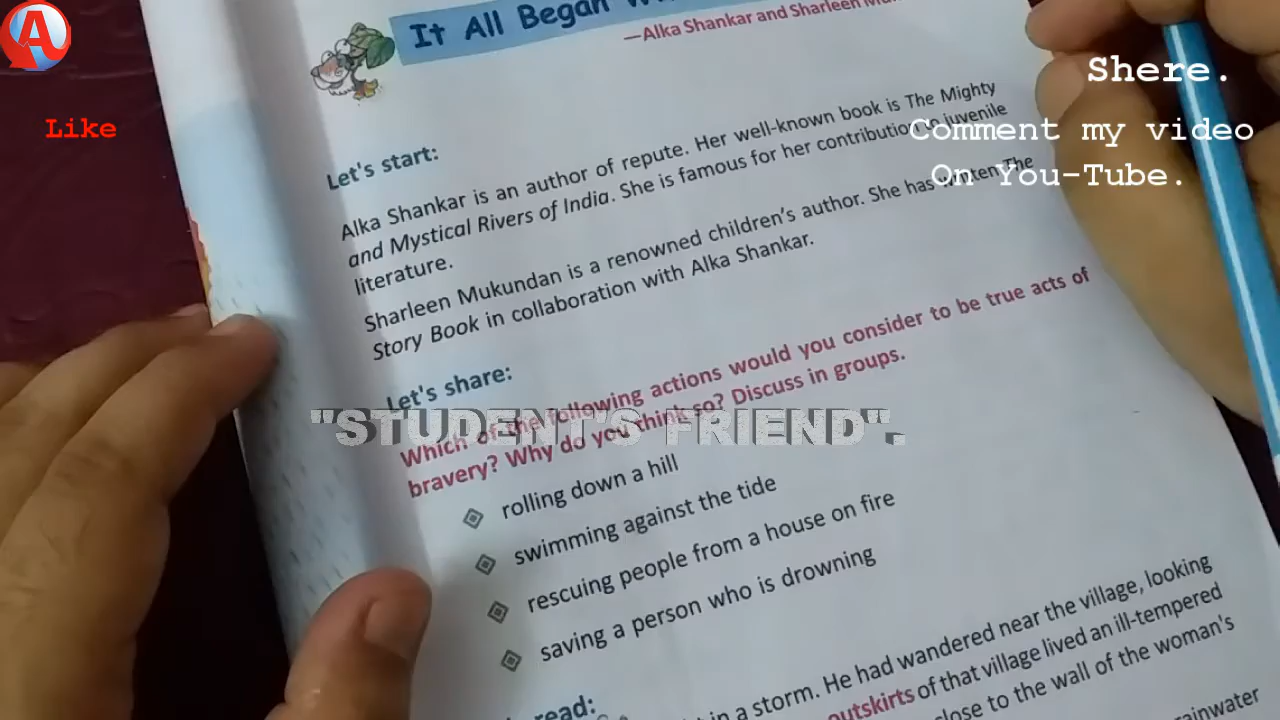 A
Like
Shere.
Comment my video
On You-Tube.
"STUDENT'S FRIEND".
It All Began
—Alka Shankar and Sharleen
Let's start:
Alka Shankar is an author of repute. Her well-known book is The Mighty
and Mystical Rivers of India. She is famous for her contribution to juvenile
literature.
Sharleen Mukundan is a renowned children's author. She has written The
Story Book in collaboration with Alka Shankar.
Let's share:
Which of the following actions would you consider to be true acts of
bravery? Why do you think so? Discuss in groups.
rolling down a hill
swimming against the tide
rescuing people from a house on fire
saving a person who is drowning
read:
in a storm. He had wandered near the village, looking
outskirts of that village lived an ill-tempered
close to the wall of the woman's
rainwater